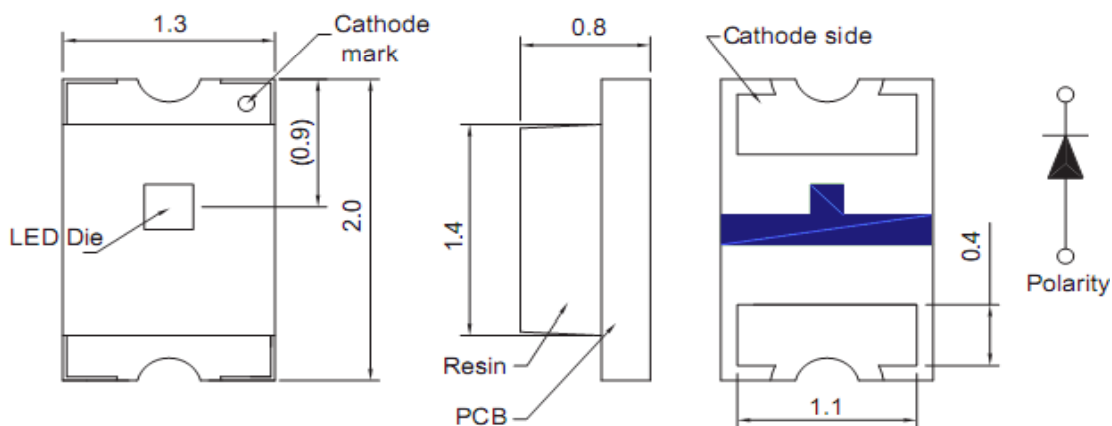 1.3
Cathode
mark
(0.9)
2.0
LED Die
0.8
1.4
Resin
PCB
Cathode side
0.4
1.1
Polarity